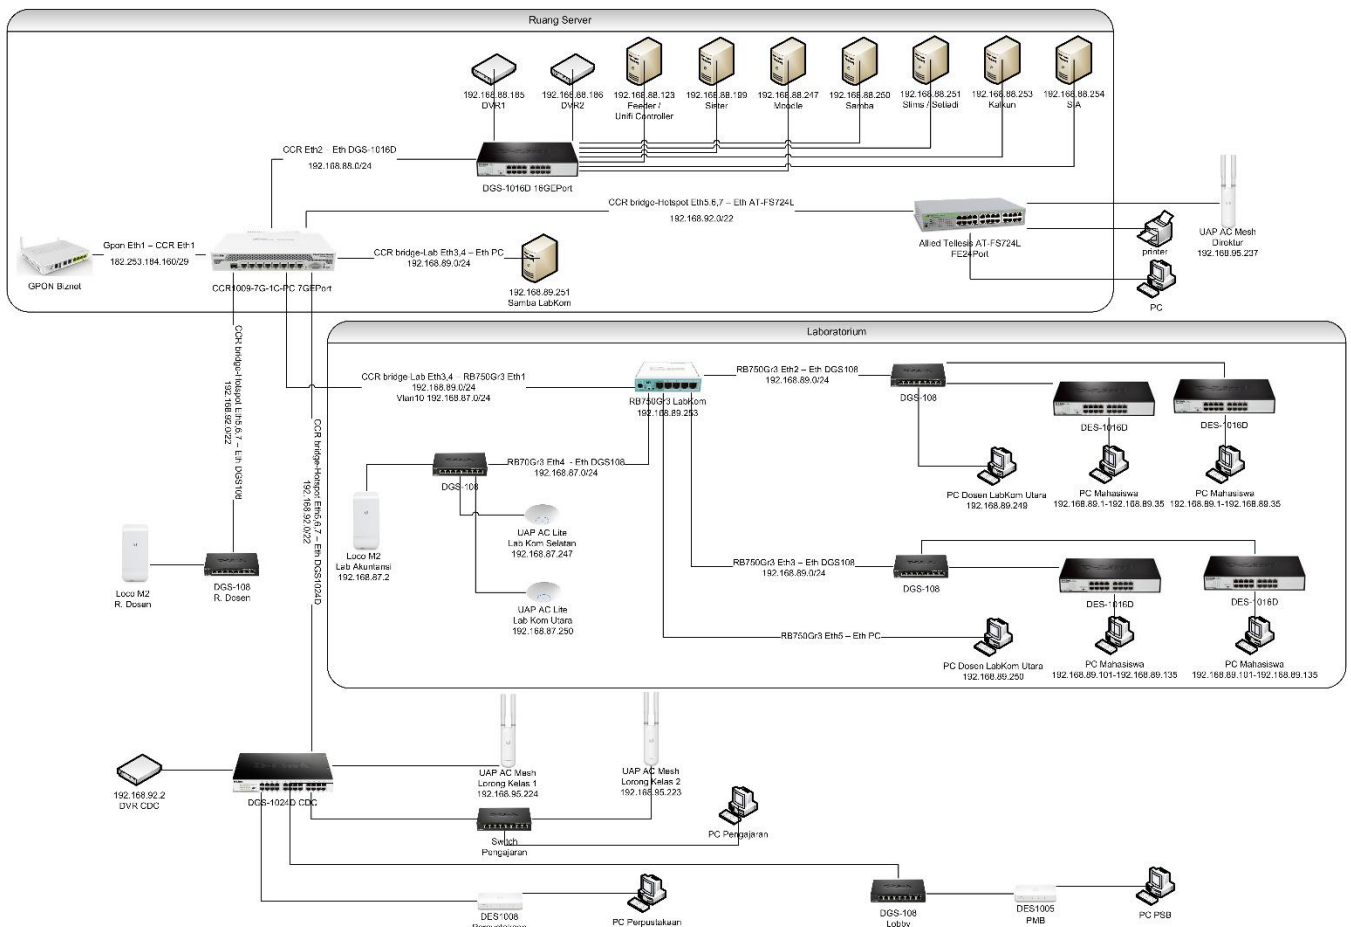 Ruang Server
192.168.88.185
DVR1
192.168.88.186
DVR2
192.168.88.123
Feeder /
Unifi Controller
192.168.88.199
Sister
192.168.88.247
Moodle
192.168.88.250
Samba
192.168.88.251
Slims / Setiadi
192.168.88.253
Kalkun
192.168.88.254
SIA
CCR Eth2 – Eth DGS-1016D
192.168.88.0/24
DGS-1016D 16GEPort
CCR bridge-Hotspot Eth5,6,7 – Eth AT-FS724L
192.168.92.0/22
Allied Tellesis AT-FS724L
FE24Port
printer
PC
UAP AC Mesh
Direktur
192.168.95.237
Gpon Eth1 – CCR Eth1
182.253.184.160/29
GPON Biznet
CCR1009-7G-1C-PC 7GEPort
CCR bridge-Lab Eth3,4 – Eth PC
192.168.89.0/24
192.168.89.251
Samba LabKom
CCR bridge-Hotspot Eth5,6,7 – Eth DGS108
192.168.92.0/22
CCR bridge-Hotspot Eth5,6,7 – Eth DGS1024D
192.168.92.0/22
Loco M2
R. Dosen
DGS-108
R. Dosen
Laboratorium
CCR bridge-Lab Eth3,4 – RB750Gr3 Eth1
192.168.89.0/24
Vlan10 192.168.87.0/24
RB750Gr3 LabKom
192.168.89.253
RB750Gr3 Eth2 – Eth DGS108
192.168.89.0/24
DGS-108
DES-1016D
DES-1016D
PC Dosen LabKom Utara
192.168.89.249
PC Mahasiswa
192.168.89.1-192.168.89.35
PC Mahasiswa
192.168.89.1-192.168.89.35
RB70Gr3 Eth4 - Eth DGS108
192.168.87.0/24
DGS-108
Loco M2
Lab Akuntansi
192.168.87.2
UAP AC Lite
Lab Kom Selatan
192.168.87.247
UAP AC Lite
Lab Kom Utara
192.168.87.250
RB750Gr3 Eth3 – Eth DGS108
192.168.89.0/24
DGS-108
DES-1016D
DES-1016D
RB750Gr3 Eth5 – Eth PC
PC Dosen LabKom Utara
192.168.89.250
PC Mahasiswa
192.168.89.101-192.168.89.135
PC Mahasiswa
192.168.89.101-192.168.89.135
192.168.92.2
DVR CDC
DGS-1024D CDC
UAP AC Mesh
Lorong Kelas 1
192.168.95.224
UAP AC Mesh
Lorong Kelas 2
192.168.95.223
Switch
Pengajaran
PC Pengajaran
DES1008
Perpustakaan
PC Perpustakaan
DGS-108
Lobby
DES1005
PMB
PC PSB